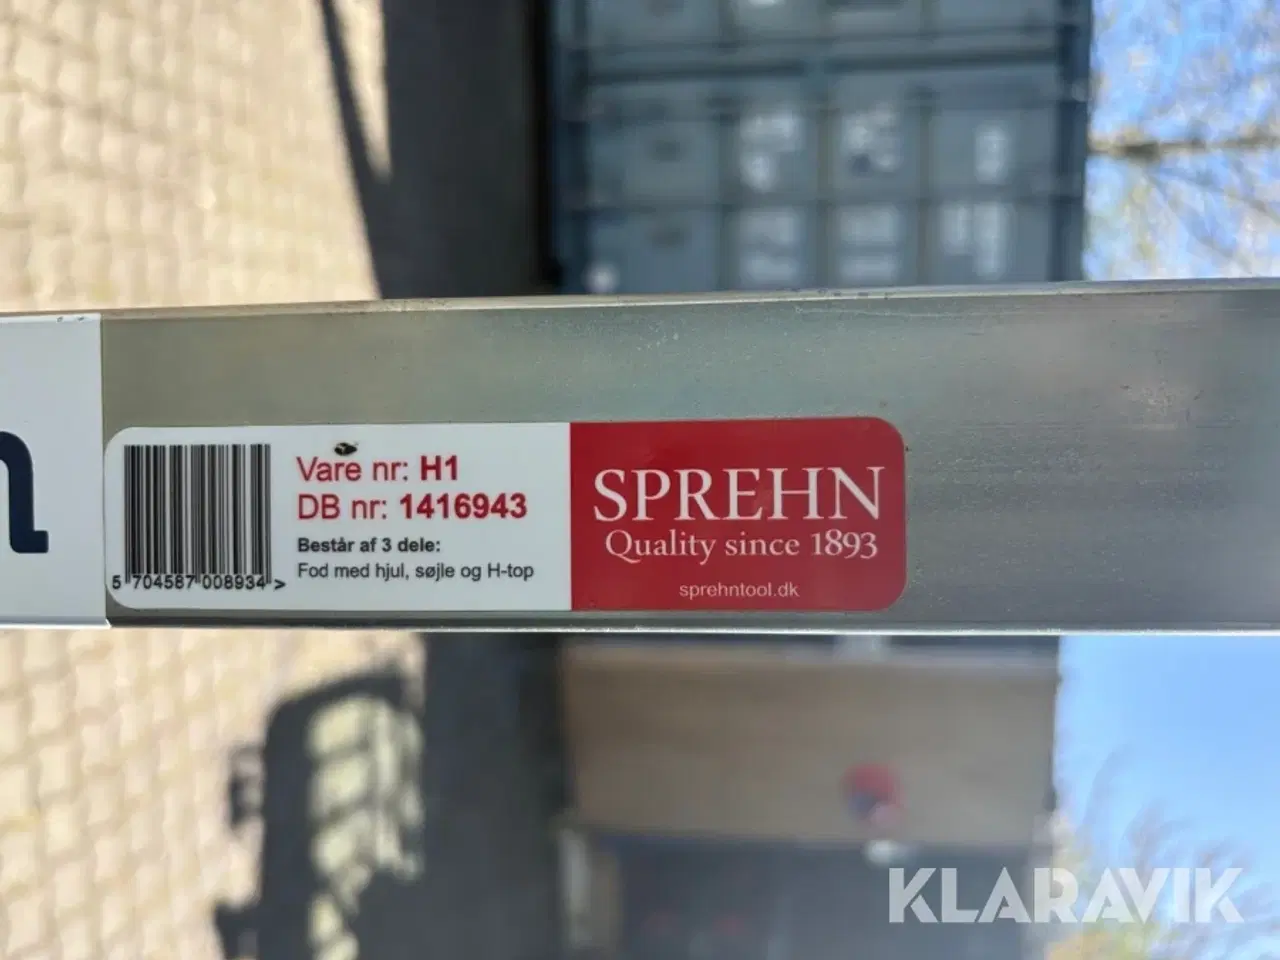 Vare nr: H1
DB nr: 1416943
Består af 3 dele:
Fod med hjul, søjle og H-top
5 704587 008934 >
SPREHN
Quality since 1893
sprehntool.dk
KLARAVIK